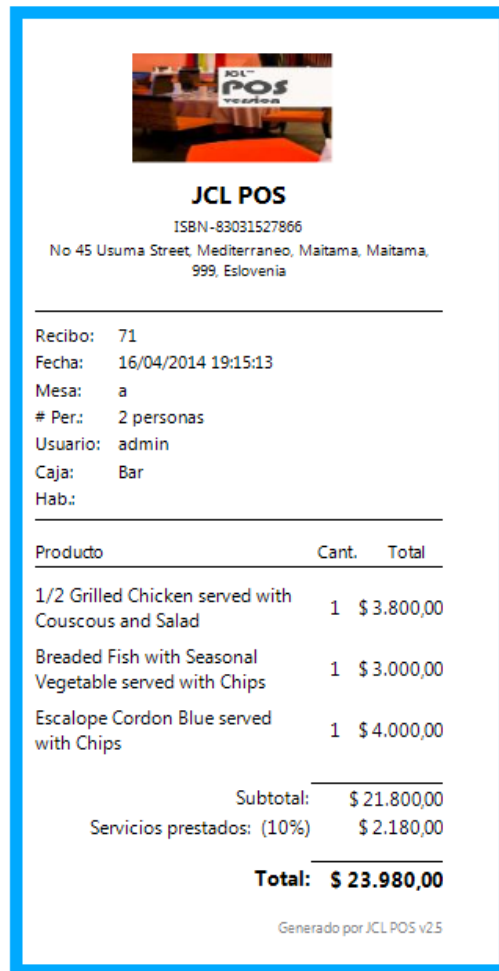 JCL™
POS
version
JCL POS
ISBN-83031527866
No 45 Usuma Street, Mediterraneo, Maitama, Maitama,
999, Eslovenia
Recibo: 71
Fecha: 16/04/2014 19:15:13
Mesa: a
# Per.: 2 personas
Usuario: admin
Caja: Bar
Hab.:
Producto Cant. Total
1/2 Grilled Chicken served with
Couscous and Salad 1 $ 3.800,00
Breaded Fish with Seasonal
Vegetable served with Chips 1 $ 3.000,00
Escalope Cordon Blue served
with Chips 1 $ 4.000,00
Subtotal: $ 21.800,00
Servicios prestados: (10%) $ 2.180,00
Total: $ 23.980,00
Generado por JCL POS v2.5